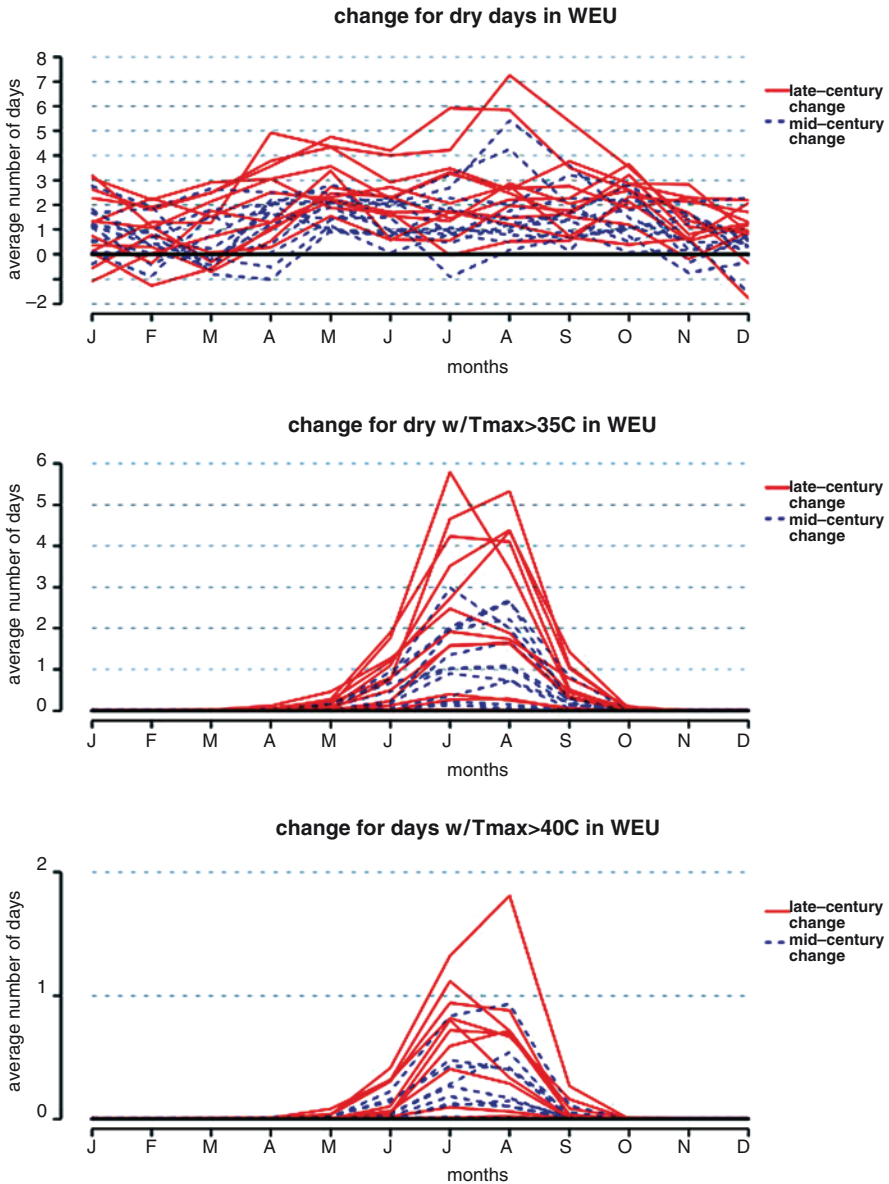 change for dry days in WEU
average number of days
8
7
6
5
4
3
2
1
0
–2
late–century
change
mid–century
change
J F M A M J J A S O N D
months
change for dry w/Tmax>35C in WEU
average number of days
6
5
4
3
2
1
0
late–century
change
mid–century
change
J F M A M J J A S O N D
months
change for days w/Tmax>40C in WEU
average number of days
2
1
0
late–century
change
mid–century
change
J F M A M J J A S O N D
months